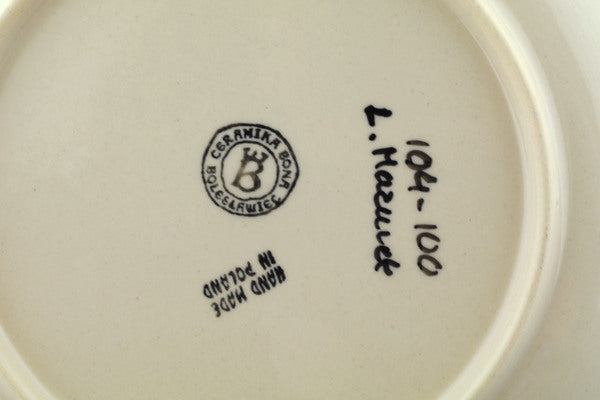 CERAMIKA BONA
BOLESŁAWIEC
B
HAND MADE
IN POLAND
104-100
L. Mazurek